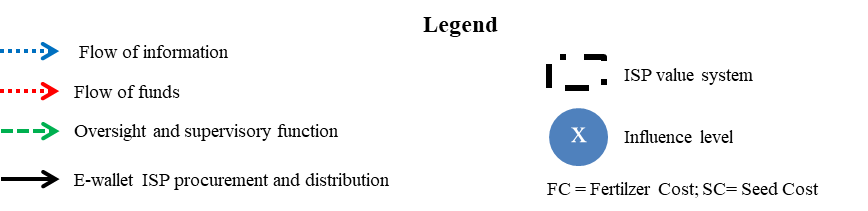 Legend
Flow of information
Flow of funds
Oversight and supervisory function
E-wallet ISP procurement and distribution
ISP value system
X
Influence level
FC = Fertilzer Cost; SC= Seed Cost